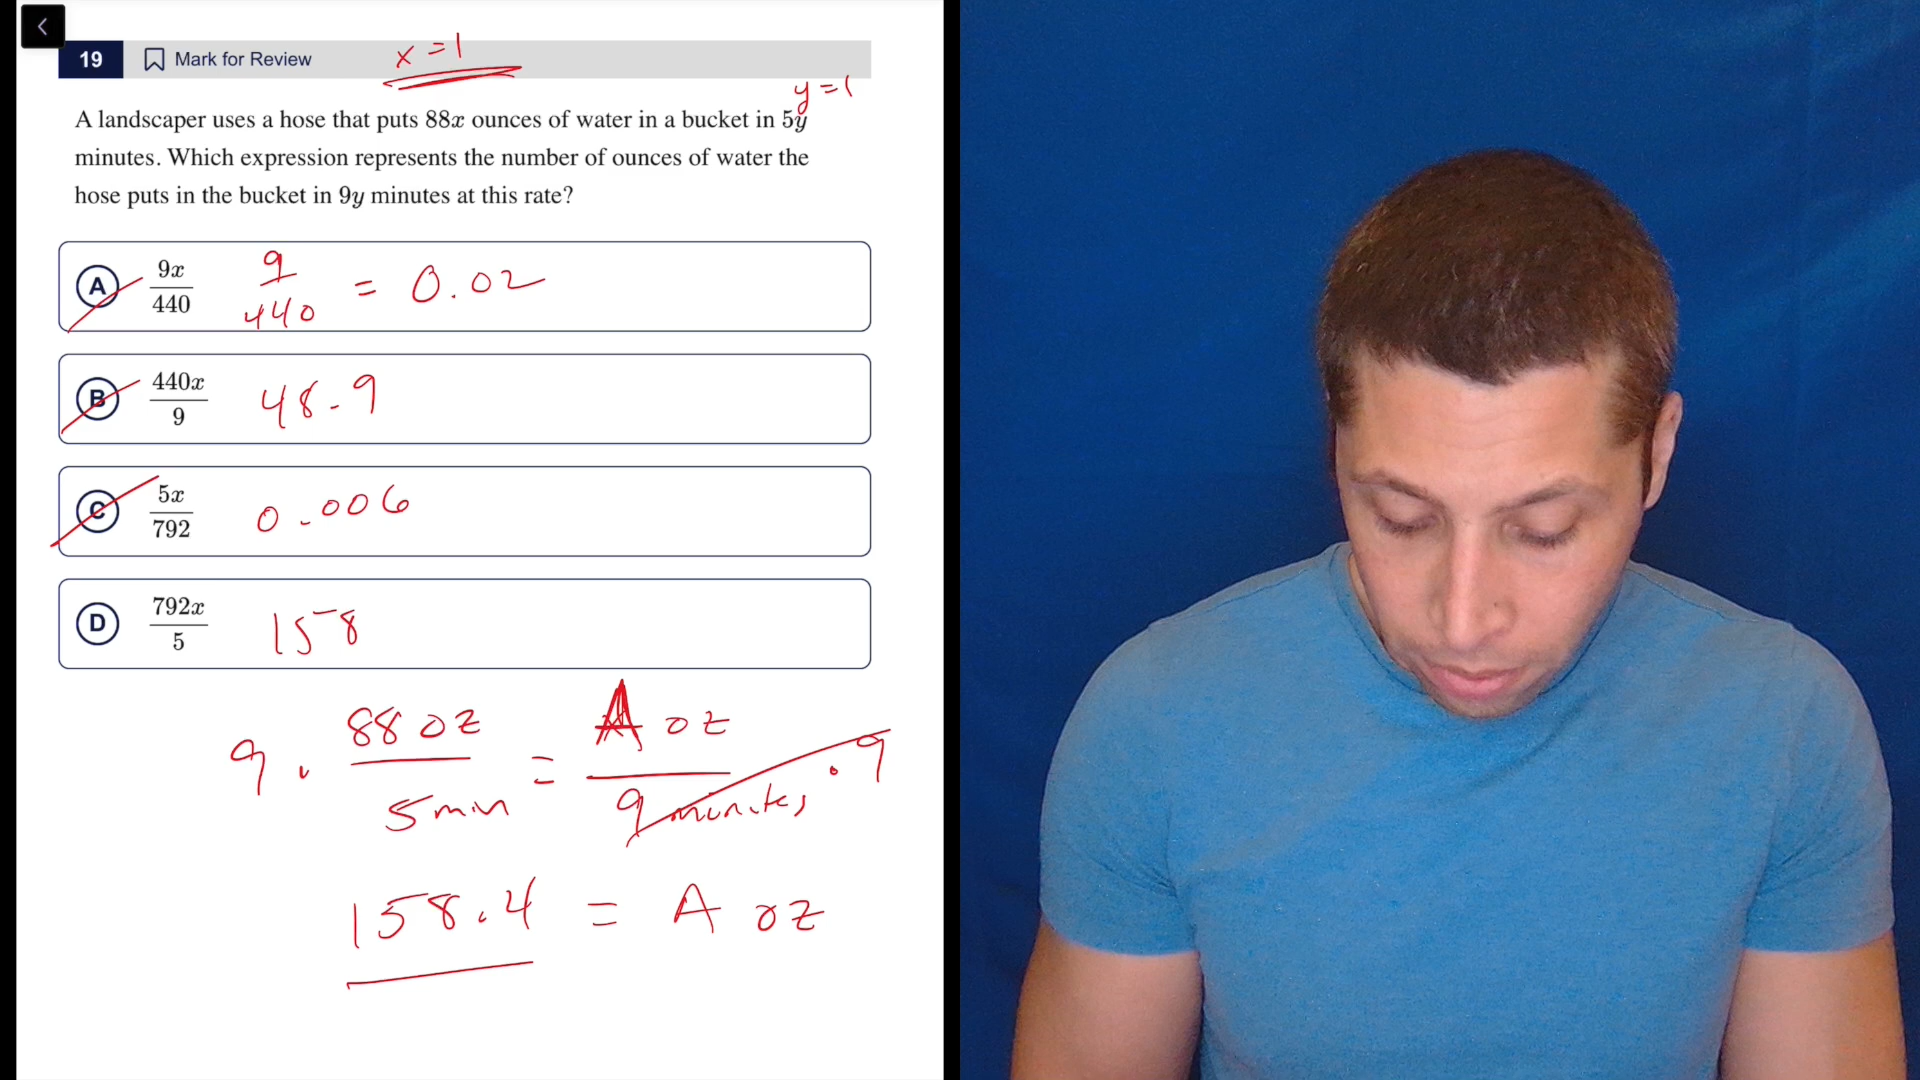 19 Mark for Review x = 1
y = 1
A landscaper uses a hose that puts 88x ounces of water in a bucket in 5y
minutes. Which expression represents the number of ounces of water the
hose puts in the bucket in 9y minutes at this rate?
A 9x/440 9/440 = 0.02
B 440x/9 48.9
C 5x/792 0.006
D 792x/5 158
9 · 88 oz/5 min = A oz/9 minutes · 9
158.4 = A oz